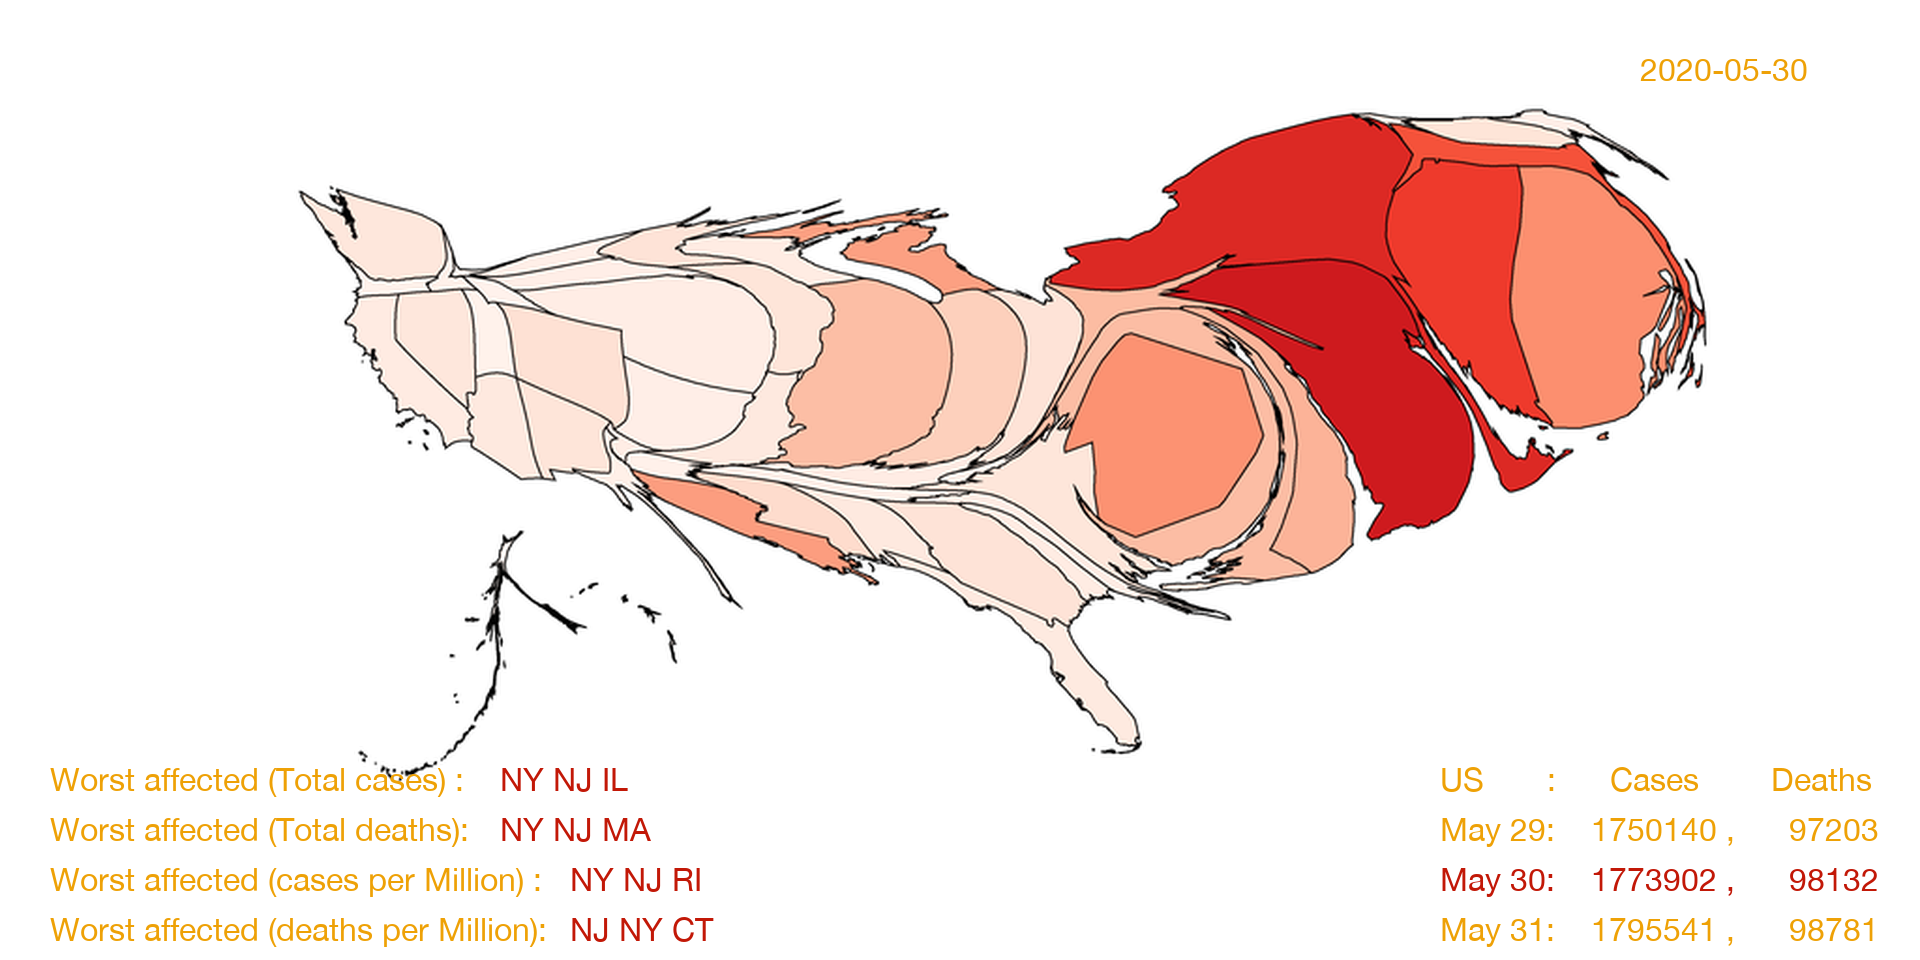 2020-05-30
Worst affected (Total cases) : NY NJ IL
Worst affected (Total deaths): NY NJ MA
Worst affected (cases per Million) : NY NJ RI
Worst affected (deaths per Million): NJ NY CT
US : Cases Deaths
May 29: 1750140 , 97203
May 30: 1773902 , 98132
May 31: 1795541 , 98781